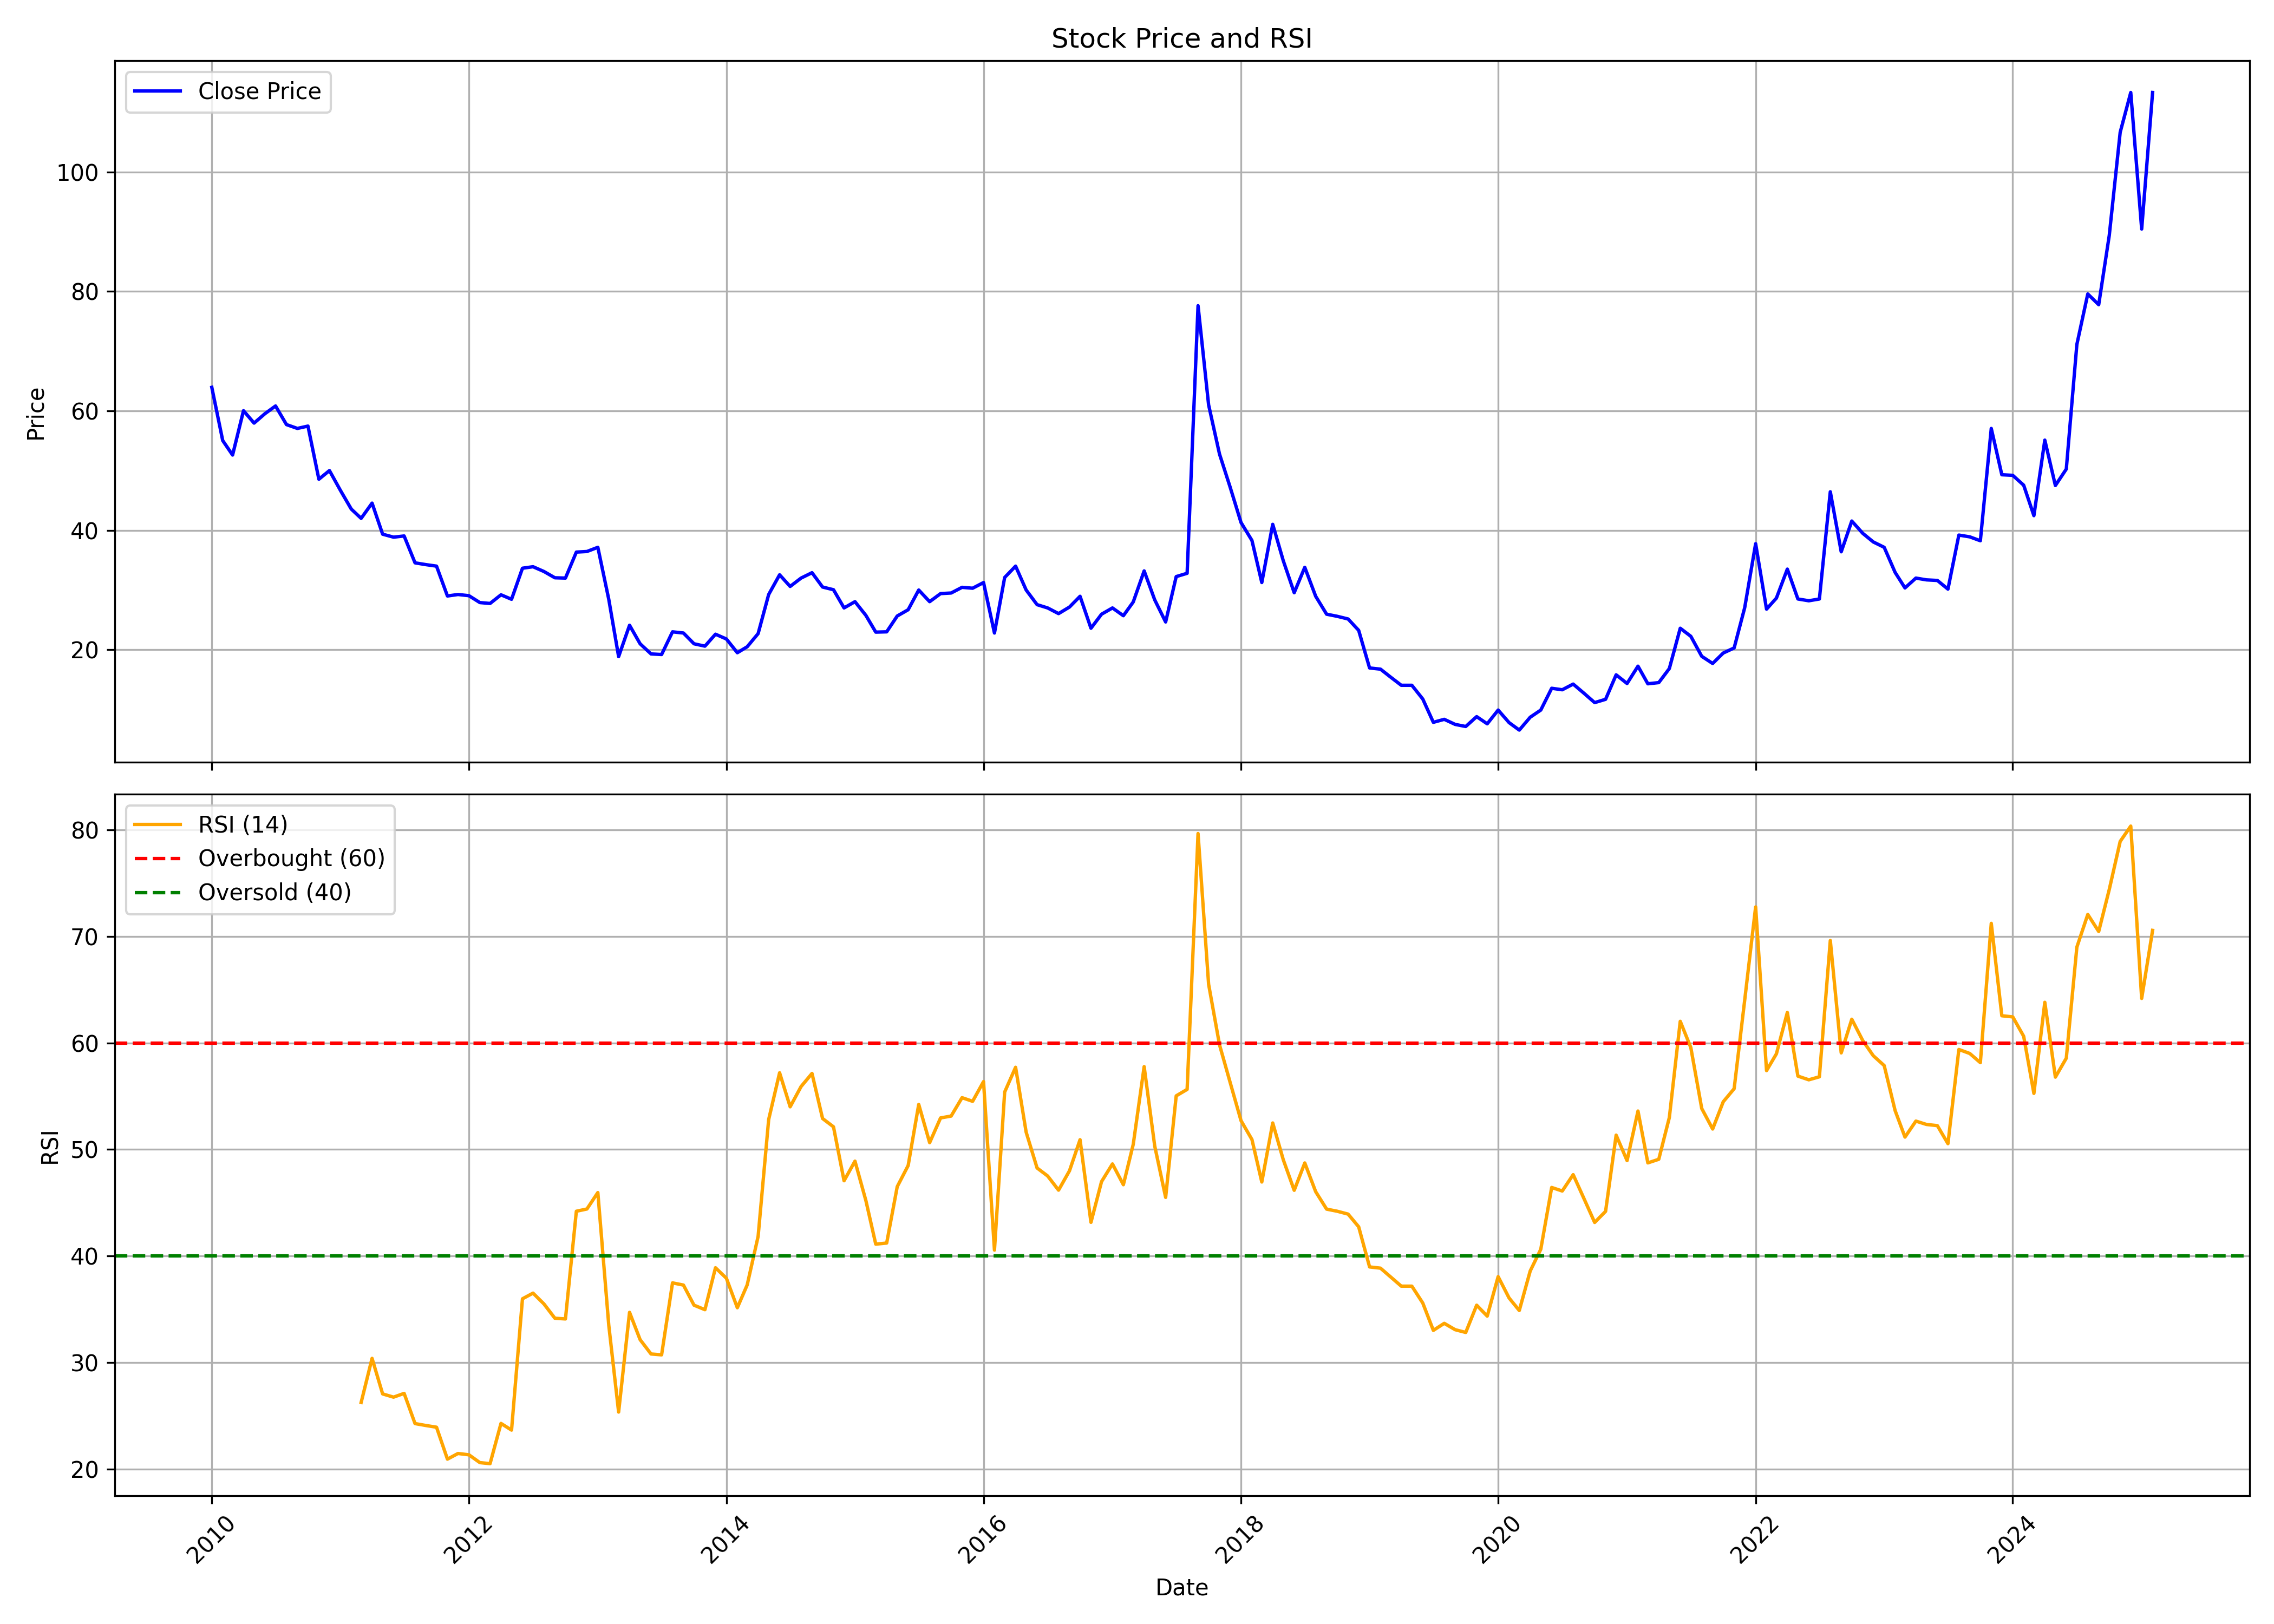 Stock Price and RSI
Close Price
100
80
60
40
20
Price
RSI (14)
Overbought (60)
Oversold (40)
80
70
60
50
40
30
20
RSI
2010
2012
2014
2016
2018
2020
2022
2024
Date